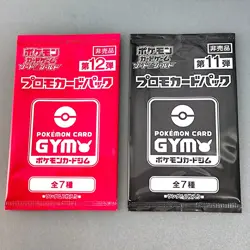 ポケモン
カードゲーム
非売品
第12弾
プロモカードパック
POKÉMON CARD
GYM
ポケモンカードジム
全7種
ポケモン
カードゲーム
非売品
第11弾
プロモカードパック
POKÉMON CARD
GYM
ポケモンカードジム
全7種